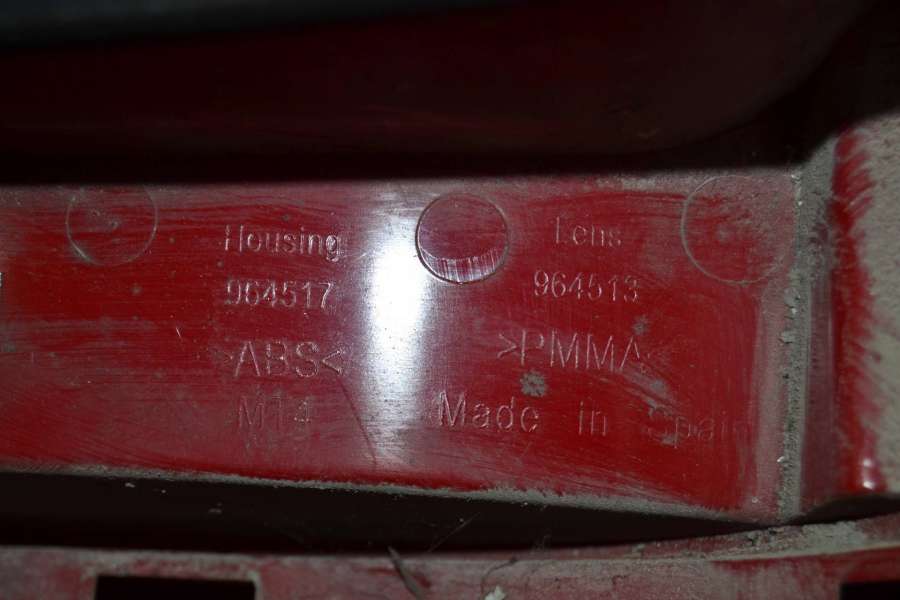 Housing
964517
>ABS<
M14
Lens
964513
>PMMA<
Made in Spain